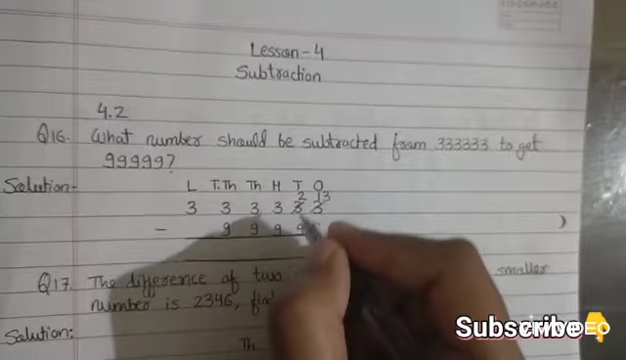 Lesson-4
Subtraction
4.2
Q16. What number should be subtracted from 333333 to get
99999?
Solution- L T.Th Th H T O
2 13
3 3 3 3 3 3
- 9 9 9 9
Q17. The difference of two smaller
number is 2346, find
Solution:
Th
Subscribe